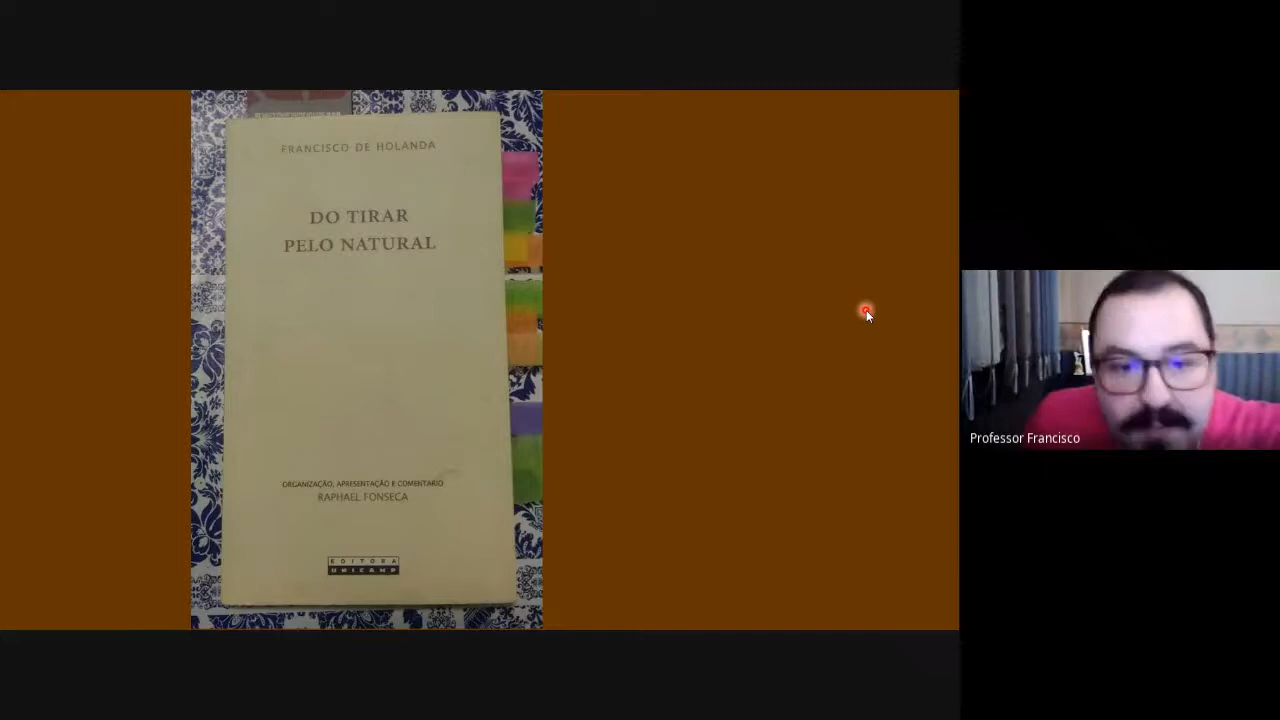 FRANCISCO DE HOLANDA
DO TIRAR
PELO NATURAL
ORGANIZAÇÃO, APRESENTAÇÃO E COMENTÁRIO
RAPHAEL FONSECA
EDITORA
UNICAMP
Professor Francisco